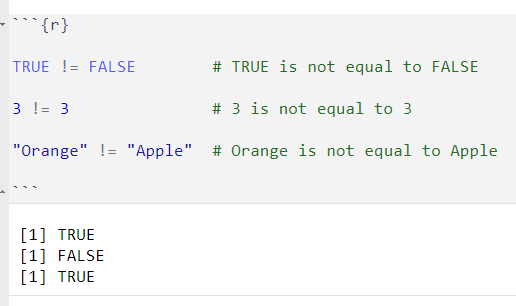 ```{r}
TRUE != FALSE        # TRUE is not equal to FALSE
3 != 3               # 3 is not equal to 3
"Orange" != "Apple"  # Orange is not equal to Apple
```
[1] TRUE
[1] FALSE
[1] TRUE